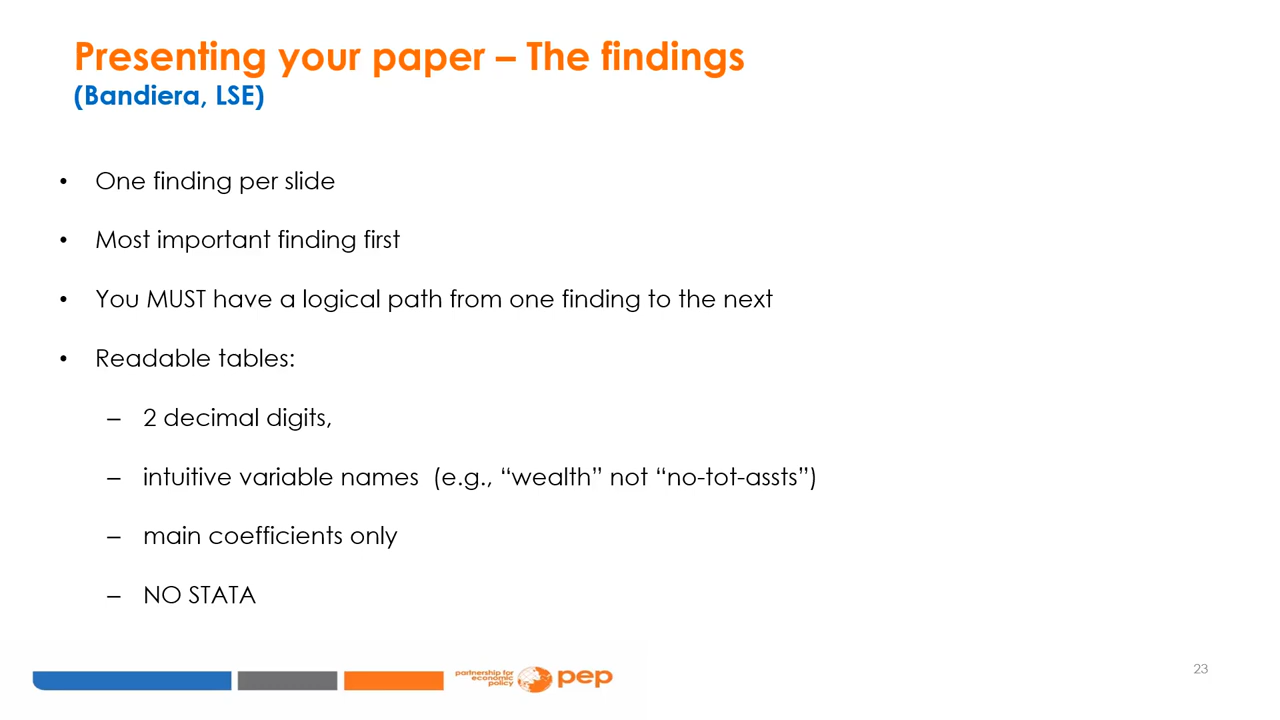 Presenting your paper – The findings
(Bandiera, LSE)
• One finding per slide
• Most important finding first
• You MUST have a logical path from one finding to the next
• Readable tables:
– 2 decimal digits,
– intuitive variable names (e.g., “wealth” not “no-tot-assts”)
– main coefficients only
– NO STATA
partnership for
economic
policy
pep
23